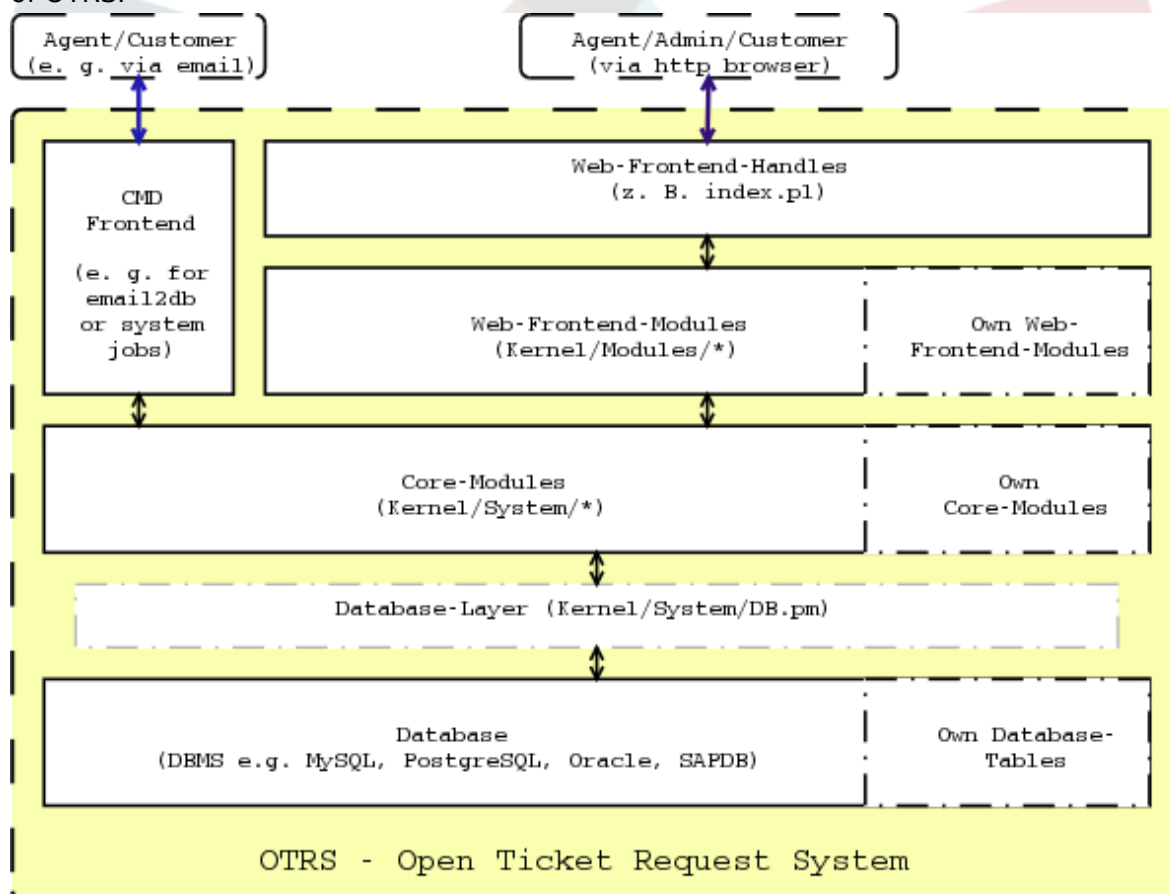 of OTRS.
Agent/Customer
(e. g. via email)
Agent/Admin/Customer
(via http browser)
CMD
Frontend
(e. g. for
email2db
or system
jobs)
Web-Frontend-Handles
(z. B. index.pl)
Web-Frontend-Modules
(Kernel/Modules/*)
Own Web-
Frontend-Modules
Core-Modules
(Kernel/System/*)
Own
Core-Modules
Database-Layer (Kernel/System/DB.pm)
Database
(DBMS e.g. MySQL, PostgreSQL, Oracle, SAPDB)
Own Database-
Tables
OTRS - Open Ticket Request System